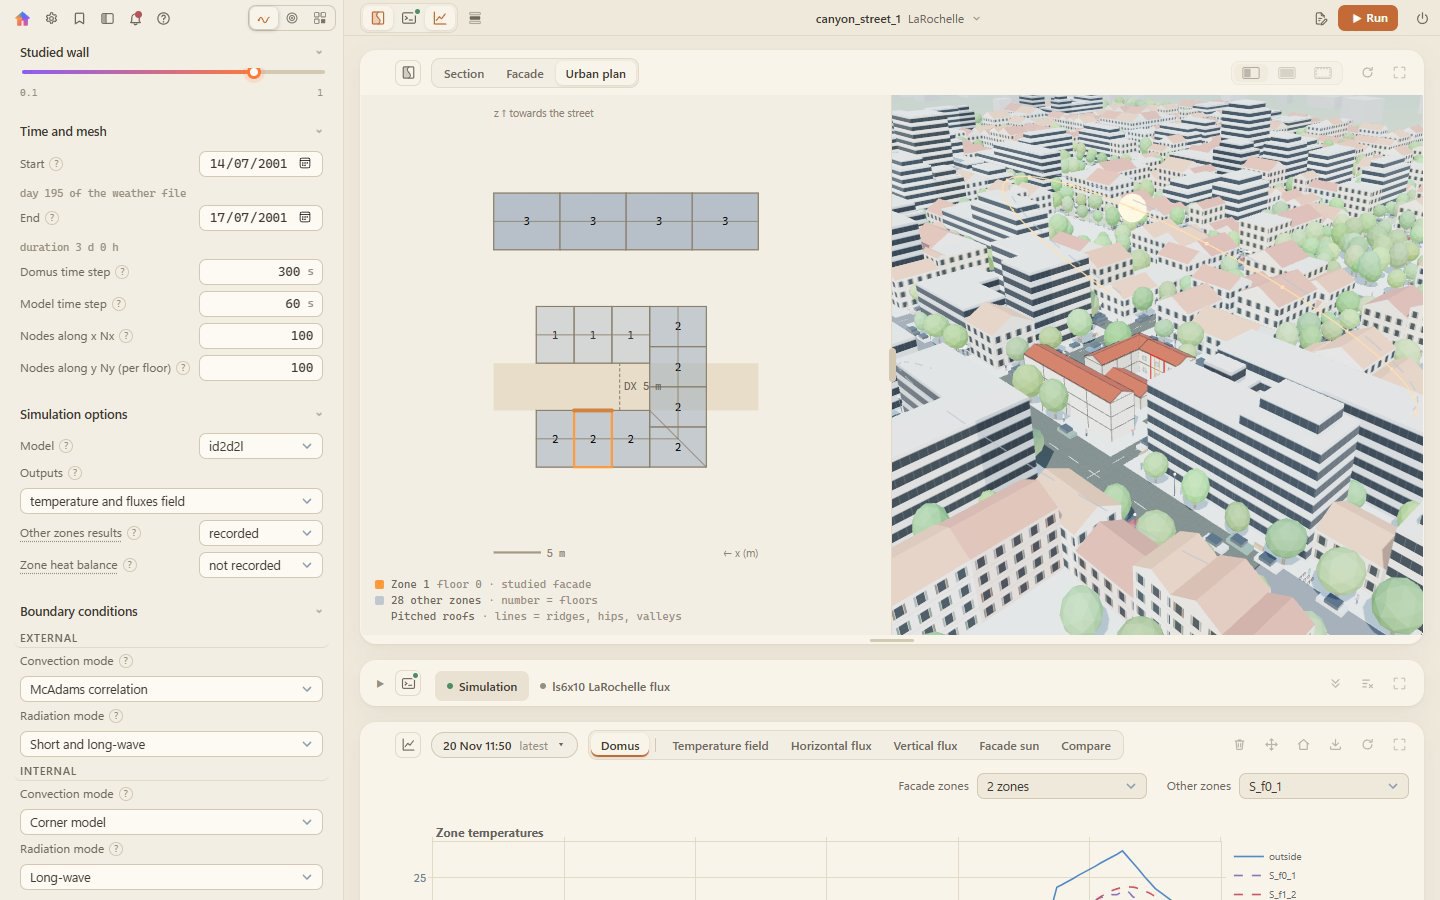 canyon_street_1 LaRochelle
Run
Studied wall
0.1 1
Time and mesh
Start ? 14/07/2001
day 195 of the weather file
End ? 17/07/2001
duration 3 d 0 h
Domus time step ? 300 s
Model time step ? 60 s
Nodes along x Nx ? 100
Nodes along y Ny (per floor) ? 100
Simulation options
Model ? id2d2l
Outputs ?
temperature and fluxes field
Other zones results ? recorded
Zone heat balance ? not recorded
Boundary conditions
EXTERNAL
Convection mode ?
McAdams correlation
Radiation mode ?
Short and long-wave
INTERNAL
Convection mode ?
Corner model
Radiation mode ?
Long-wave
Section Facade Urban plan
z ↑ towards the street
3 3 3 3
1 1 1 2
2
DX 5 m
2
2 2 2 2
5 m ← x (m)
Zone 1 floor 0 · studied facade
28 other zones · number = floors
Pitched roofs · lines = ridges, hips, valleys
Simulation ls6x10 LaRochelle flux
20 Nov 11:50 latest Domus Temperature field Horizontal flux Vertical flux Facade sun Compare
Facade zones 2 zones Other zones S_f0_1
Zone temperatures
25
outside
S_f0_1
S_f1_2